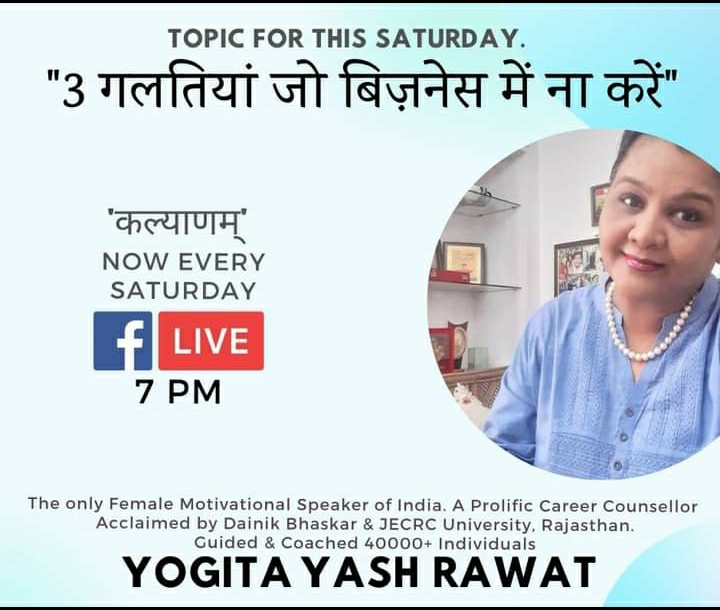 TOPIC FOR THIS SATURDAY.
"3 गलतियां जो बिज़नेस में ना करें"
'कल्याणम्'
NOW EVERY
SATURDAY
f LIVE
7 PM
The only Female Motivational Speaker of India. A Prolific Career Counsellor
Acclaimed by Dainik Bhaskar & JECRC University, Rajasthan.
Guided & Coached 40000+ Individuals
YOGITA YASH RAWAT